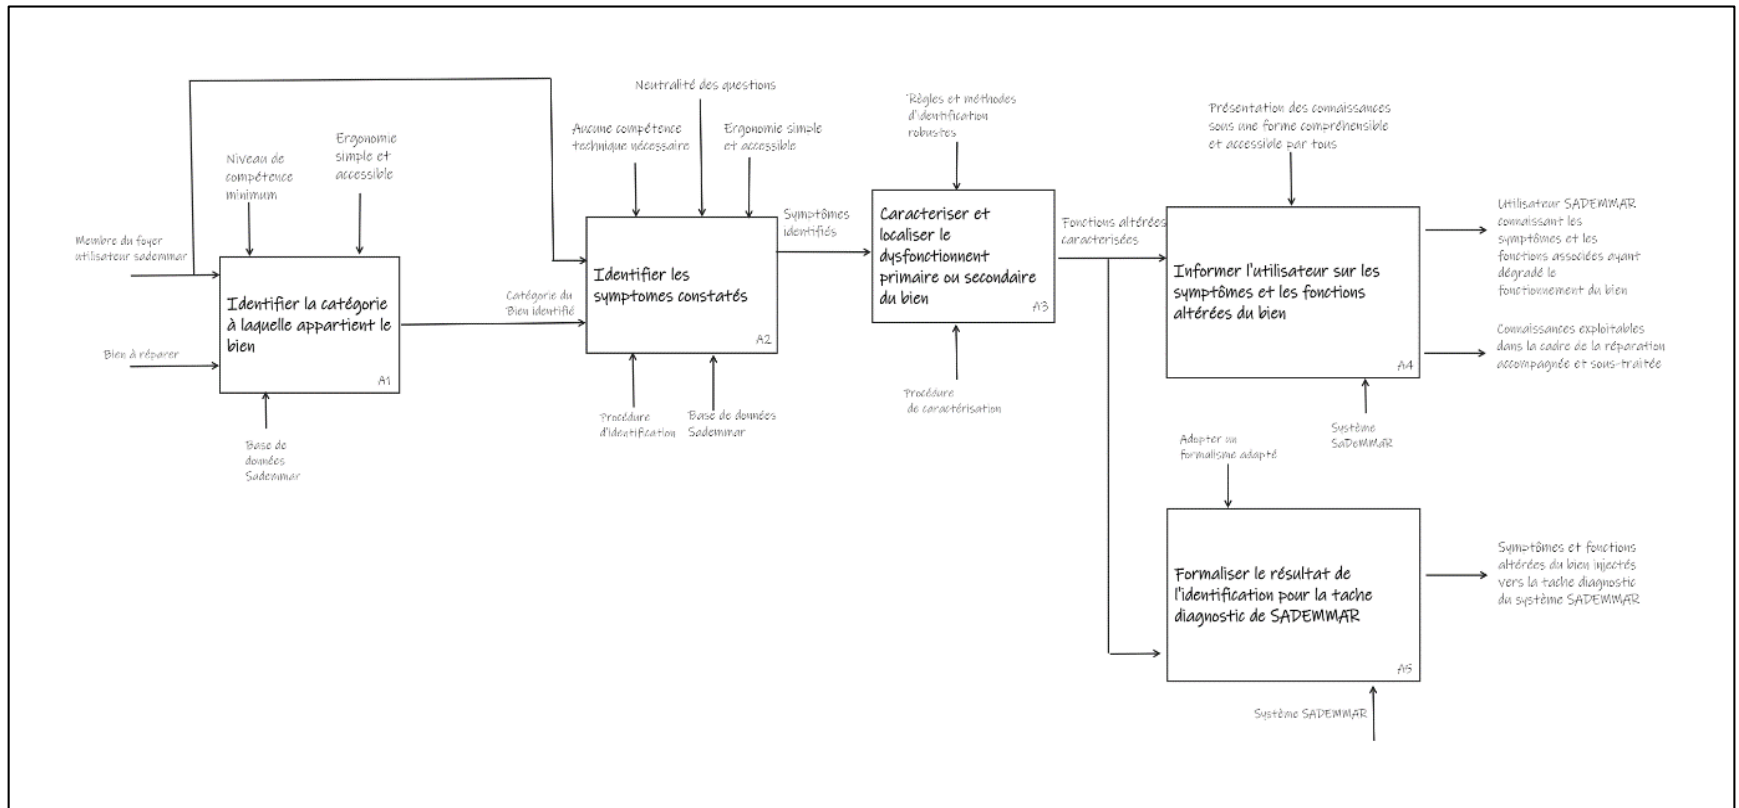 Neutralité des questions
Aucune compétence
technique nécessaire
Ergonomie simple
et accessible
Règles et méthodes
d'identification
robustes
Présentation des connaissances
sous une forme compréhensible
et accessible par tous
Ergonomie
simple et
accessible
Niveau de
compétence
minimum
Membre du foyer
utilisateur sademmar
Bien à réparer
Identifier la catégorie
à laquelle appartient le
bien
A1
Base de
données
Sademmar
Catégorie du
Bien identifié
Identifier les
symptomes constatés
A2
Procédure
d'identification
Base de données
Sademmar
Symptômes
identifiés
Caracteriser et
localiser le
dysfonctionnent
primaire ou secondaire
du bien
A3
Procédure
de caractérisation
Fonctions altérées
caracterisées
Informer l'utilisateur sur les
symptômes et les fonctions
altérées du bien
A4
Système
SaDeMMaR
Utilisateur SADEMMAR
connaissant les
symptômes et les
fonctions associées ayant
dégradé le
fonctionnement du bien
Connaissances exploitables
dans la cadre de la réparation
accompagnée et sous-traitée
Adopter un
formalisme adapté
Formaliser le résultat de
l'identification pour la tache
diagnostic de SADEMMAR
A5
Système SADEMMAR
Symptômes et fonctions
altérées du bien injectés
vers la tache diagnostic
du système SADEMMAR